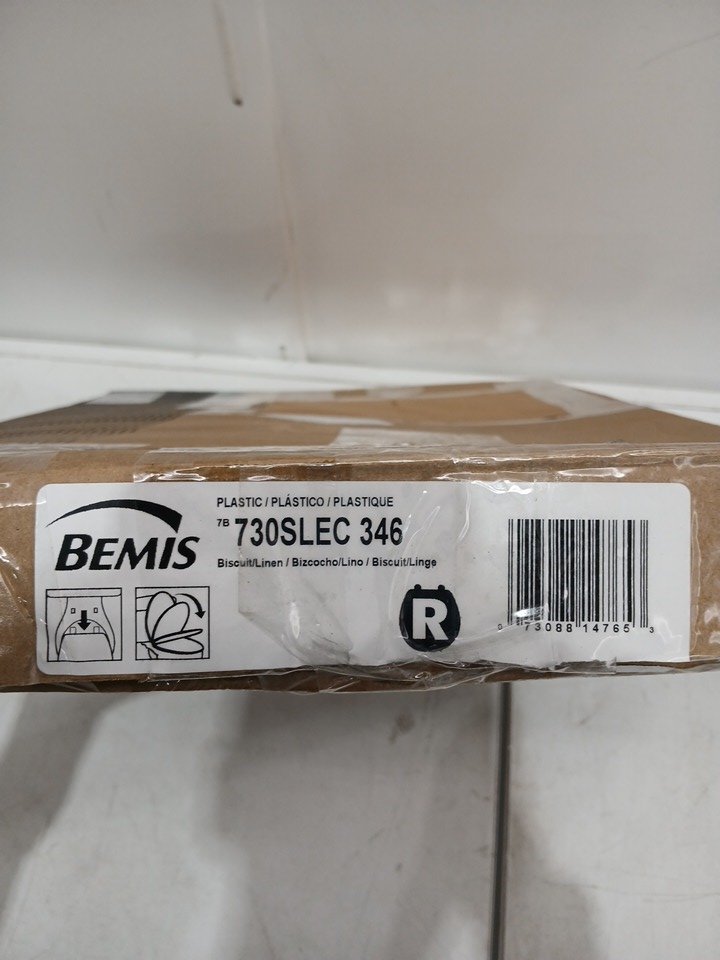 BEMIS
PLASTIC / PLÁSTICO / PLASTIQUE
7B 730SLEC 346
Biscuit/Linen / Bizcocho/Lino / Biscuit/Linge
R
0 73088 14765 3